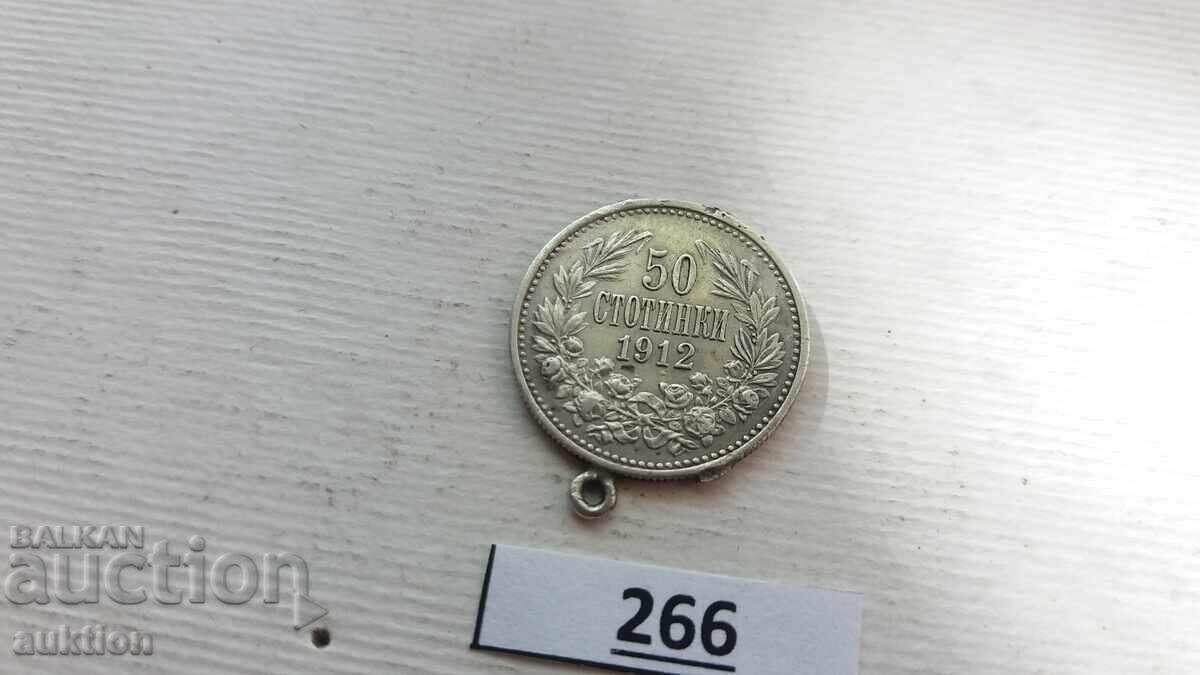 50
СТОТИНКИ
1912
266
BALKAN
auction
auktion